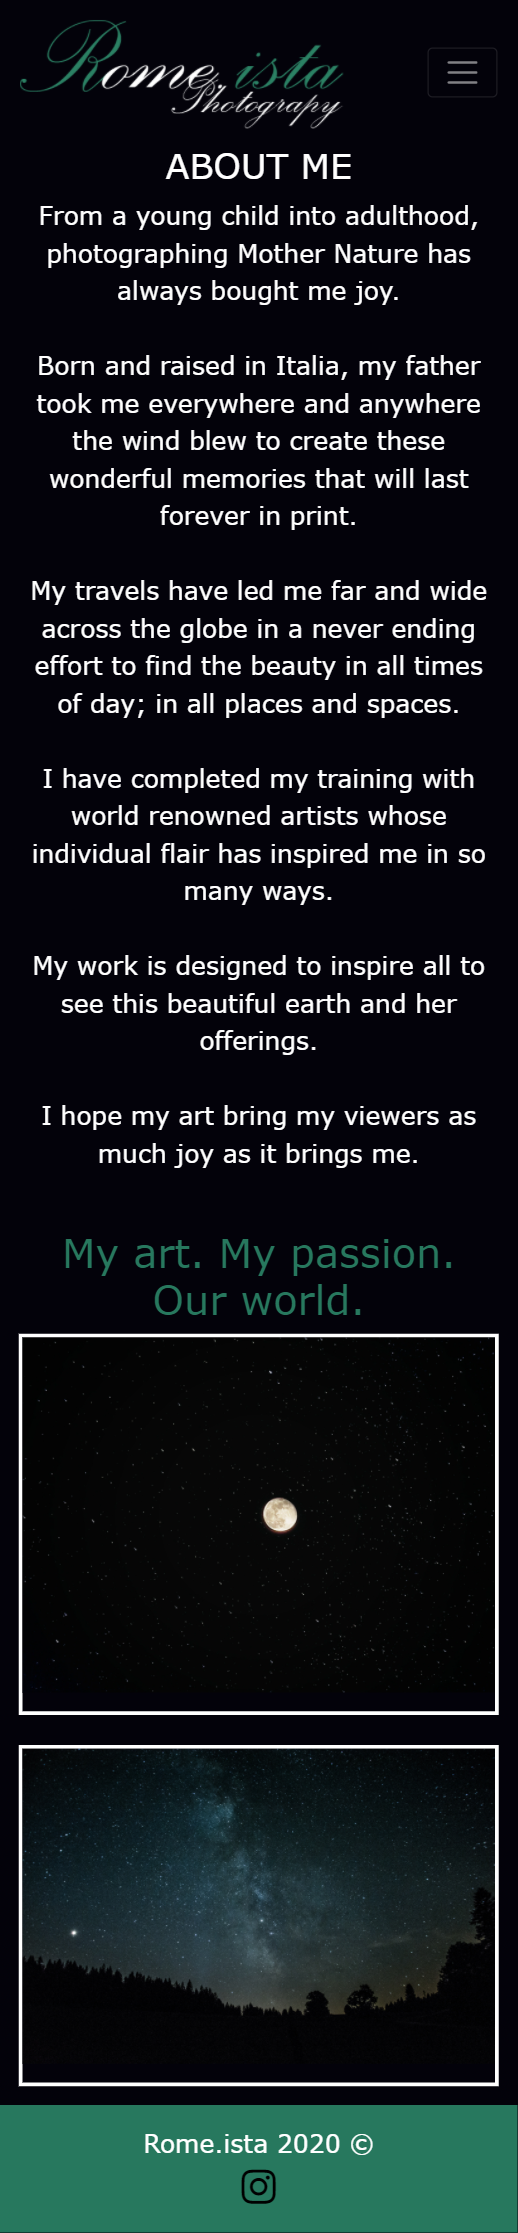 Rome.ista
Photograpy
ABOUT ME
From a young child into adulthood,
photographing Mother Nature has
always bought me joy.
Born and raised in Italia, my father
took me everywhere and anywhere
the wind blew to create these
wonderful memories that will last
forever in print.
My travels have led me far and wide
across the globe in a never ending
effort to find the beauty in all times
of day; in all places and spaces.
I have completed my training with
world renowned artists whose
individual flair has inspired me in so
many ways.
My work is designed to inspire all to
see this beautiful earth and her
offerings.
I hope my art bring my viewers as
much joy as it brings me.
My art. My passion.
Our world.
Rome.ista 2020 ©